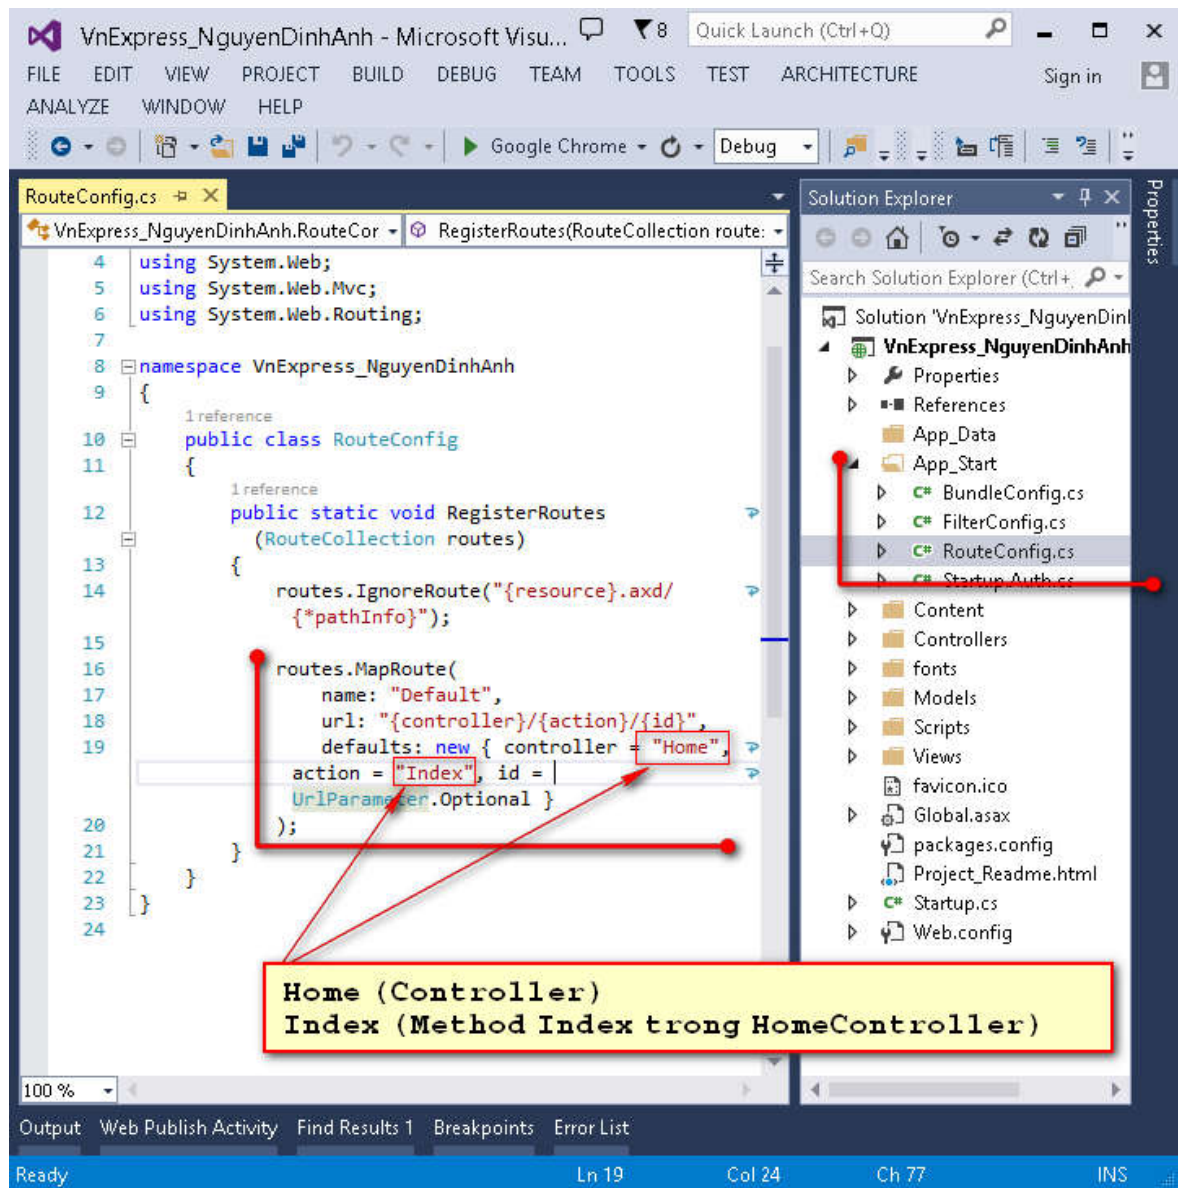 VnExpress_NguyenDinhAnh - Microsoft Visu...
8
Quick Launch (Ctrl+Q)
FILE EDIT VIEW PROJECT BUILD DEBUG TEAM TOOLS TEST ARCHITECTURE
Sign in
ANALYZE WINDOW HELP
Google Chrome
Debug
RouteConfig.cs
VnExpress_NguyenDinhAnh.RouteCor
RegisterRoutes(RouteCollection route:
4 using System.Web;
5 using System.Web.Mvc;
6 using System.Web.Routing;
7
8 namespace VnExpress_NguyenDinhAnh
9 {
1 reference
10 public class RouteConfig
11 {
1 reference
12 public static void RegisterRoutes
(RouteCollection routes)
13 {
14 routes.IgnoreRoute("{resource}.axd/
{*pathInfo}");
15
16 routes.MapRoute(
17 name: "Default",
18 url: "{controller}/{action}/{id}",
19 defaults: new { controller = "Home",
action = "Index", id =
UrlParameter.Optional }
20 );
21 }
22 }
23 }
24
Home (Controller)
Index (Method Index trong HomeController)
100 %
Solution Explorer
Search Solution Explorer (Ctrl+
Solution 'VnExpress_NguyenDinl
VnExpress_NguyenDinhAnh
Properties
References
App_Data
App_Start
C# BundleConfig.cs
C# FilterConfig.cs
C# RouteConfig.cs
C# Startup.Auth.cs
Content
Controllers
fonts
Models
Scripts
Views
favicon.ico
Global.asax
packages.config
Project_Readme.html
C# Startup.cs
Web.config
Properties
Output Web Publish Activity Find Results 1 Breakpoints Error List
Ready Ln 19 Col 24 Ch 77 INS